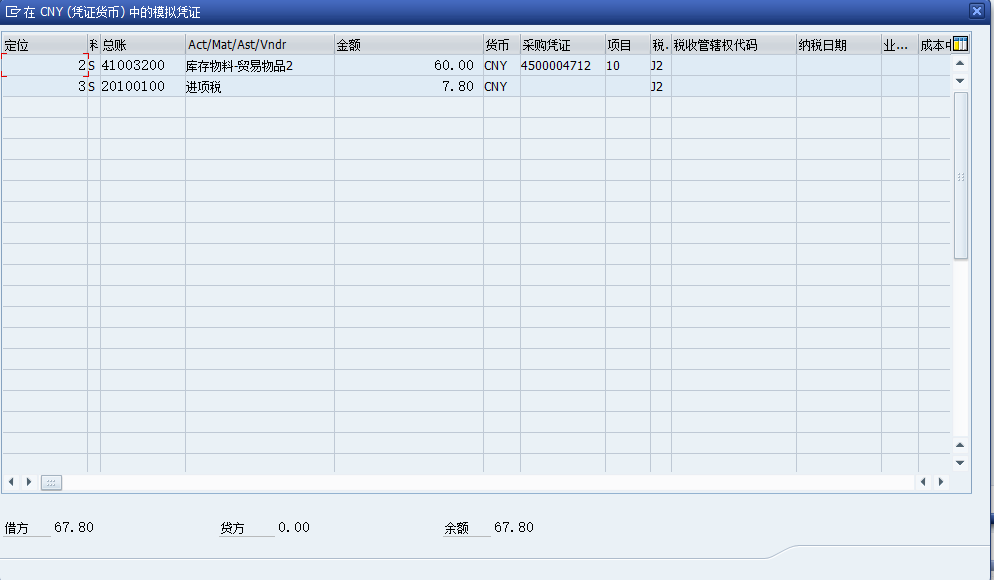 在 CNY (凭证货币) 中的模拟凭证
定位 科 总账 Act/Mat/Ast/Vndr 金额 货币 采购凭证 项目 税. 税收管辖权代码 纳税日期 业... 成本中
2 S 41003200 库存物料-贸易物品2 60.00 CNY 4500004712 10 J2
3 S 20100100 进项税 7.80 CNY J2
借方 67.80 贷方 0.00 余额 67.80